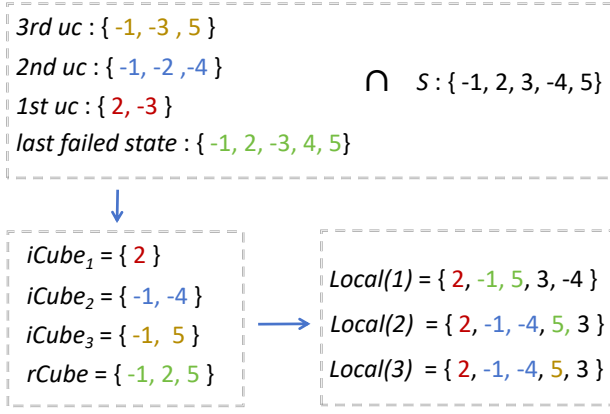 3rd uc : { -1, -3 , 5 }
2nd uc : { -1, -2 ,-4 }
1st uc : { 2, -3 }
last failed state : { -1, 2, -3, 4, 5}
∩ S : { -1, 2, 3, -4, 5}
iCube1 = { 2 }
iCube2 = { -1, -4 }
iCube3 = { -1, 5 }
rCube = { -1, 2, 5 }
Local(1) = { 2, -1, 5, 3, -4 }
Local(2) = { 2, -1, -4, 5, 3 }
Local(3) = { 2, -1, -4, 5, 3 }